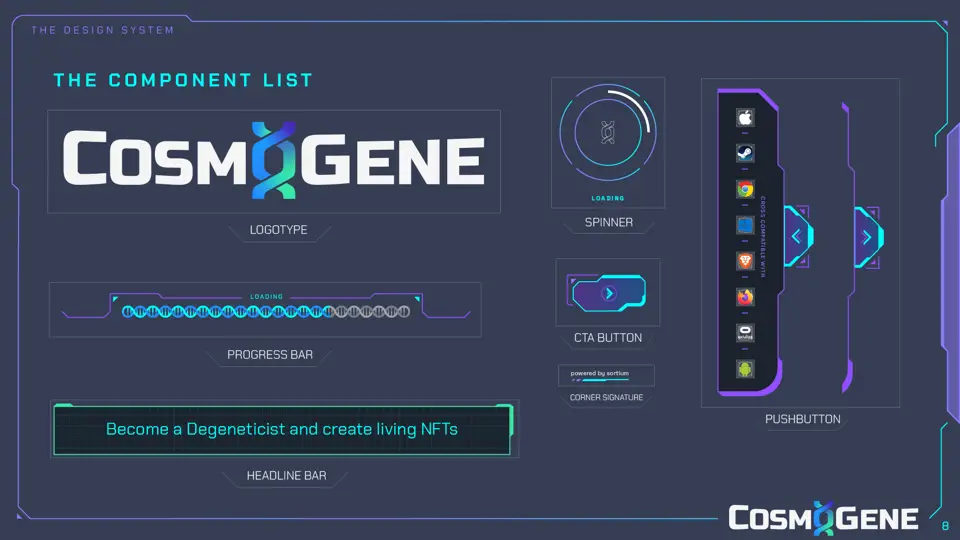 THE DESIGN SYSTEM
THE COMPONENT LIST
COSMOGENE
LOGOTYPE
LOADING
PROGRESS BAR
Become a Degeneticist and create living NFTs
HEADLINE BAR
LOADING
SPINNER
CTA BUTTON
powered by sortium
CORNER SIGNATURE
CROSS COMPATIBLE WITH
PUSHBUTTON
COSMOGENE
8